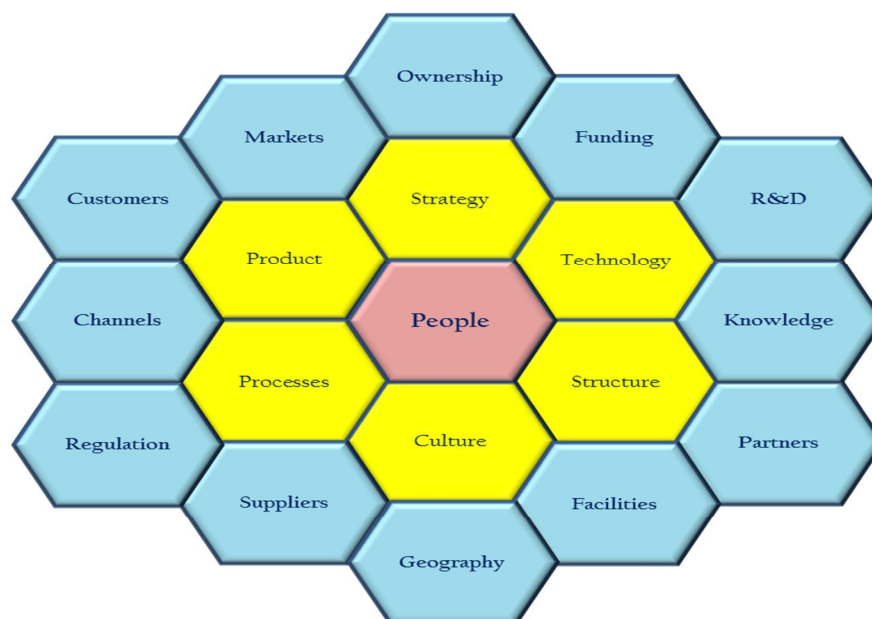 Ownership
Markets
Funding
Customers
Strategy
R&D
Product
Technology
Channels
People
Knowledge
Processes
Structure
Regulation
Culture
Partners
Suppliers
Facilities
Geography